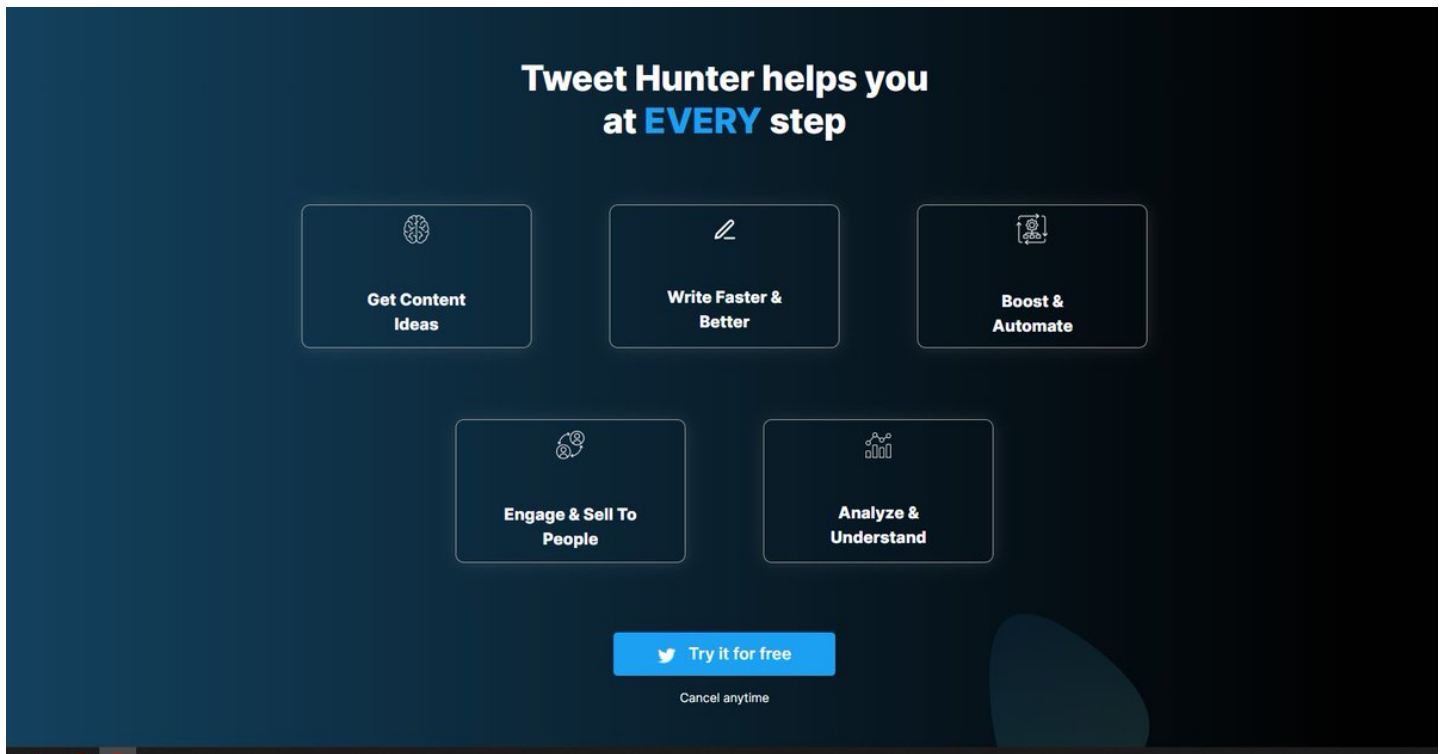 Tweet Hunter helps you
at EVERY step
Get Content
Ideas
Write Faster &
Better
Boost &
Automate
Engage & Sell To
People
Analyze &
Understand
Try it for free
Cancel anytime